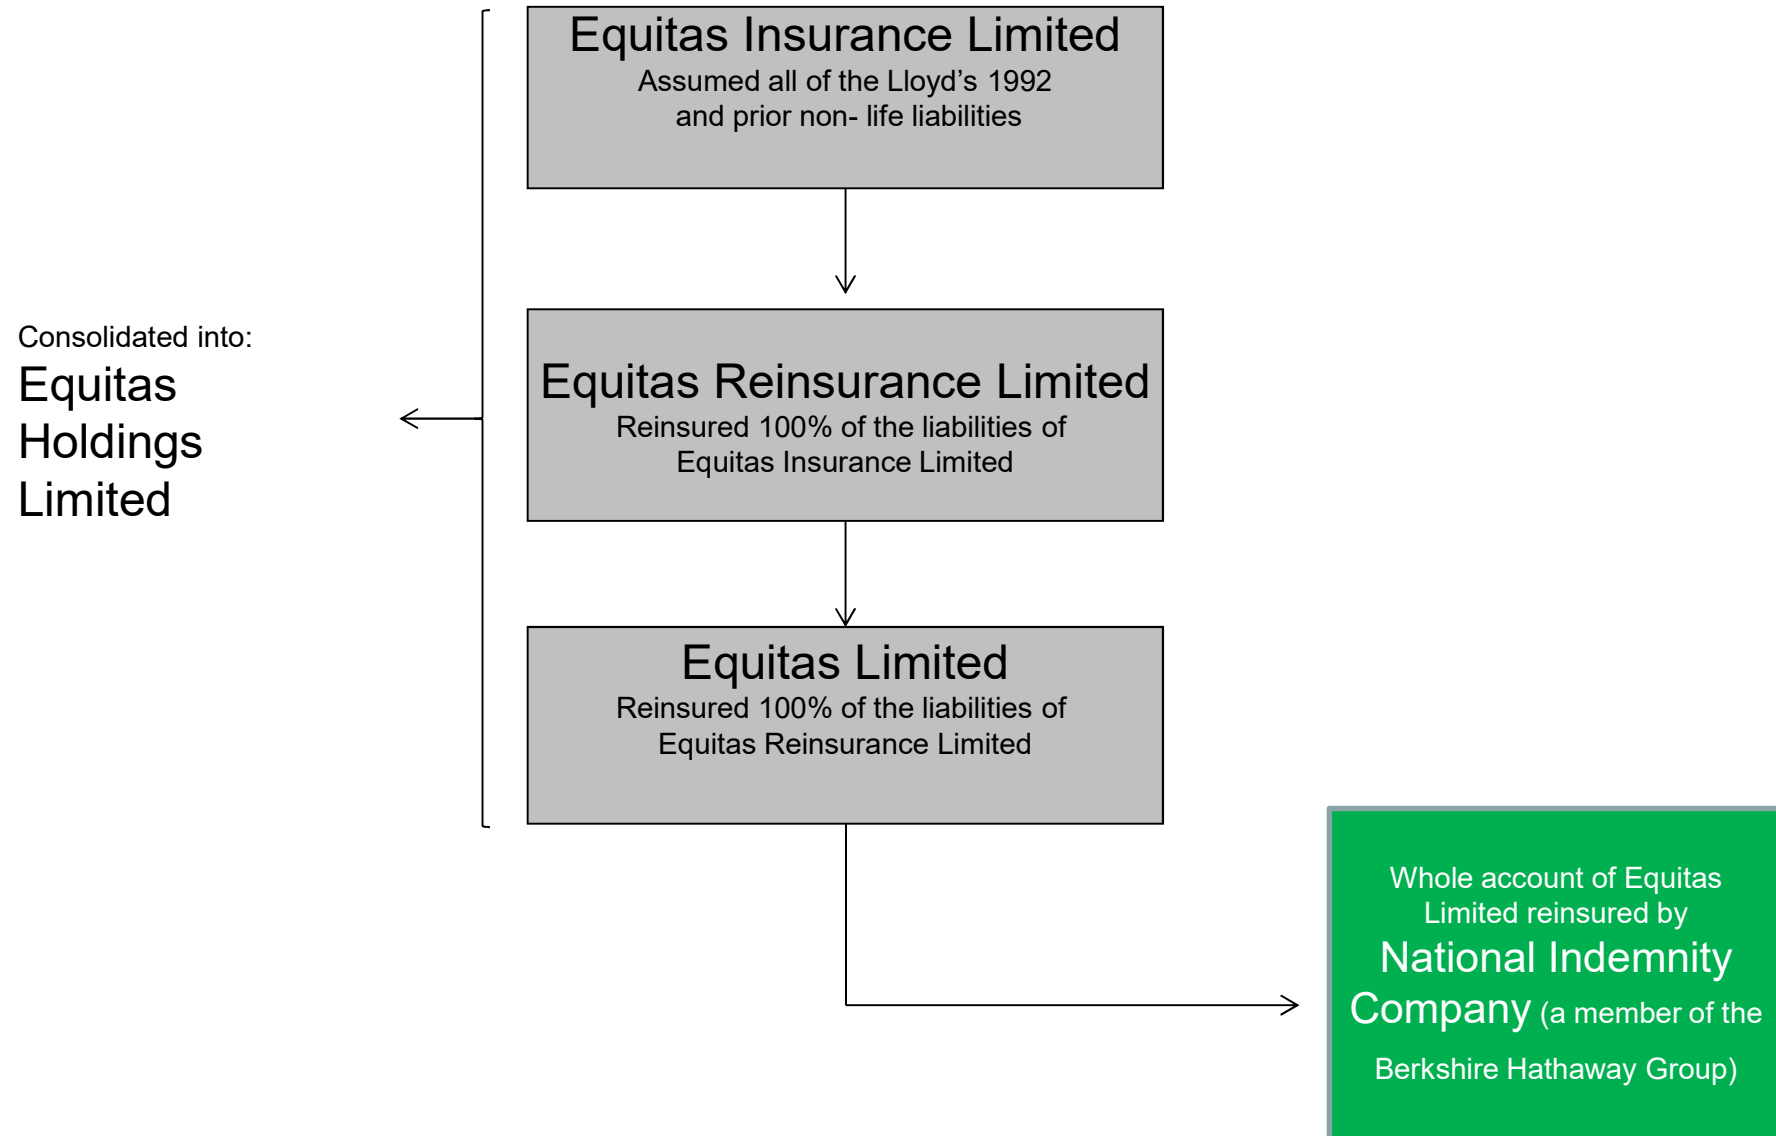 Equitas Insurance Limited
Assumed all of the Lloyd’s 1992
and prior non- life liabilities
Consolidated into:
Equitas
Holdings
Limited
Equitas Reinsurance Limited
Reinsured 100% of the liabilities of
Equitas Insurance Limited
Equitas Limited
Reinsured 100% of the liabilities of
Equitas Reinsurance Limited
Whole account of Equitas
Limited reinsured by
National Indemnity
Company (a member of the
Berkshire Hathaway Group)